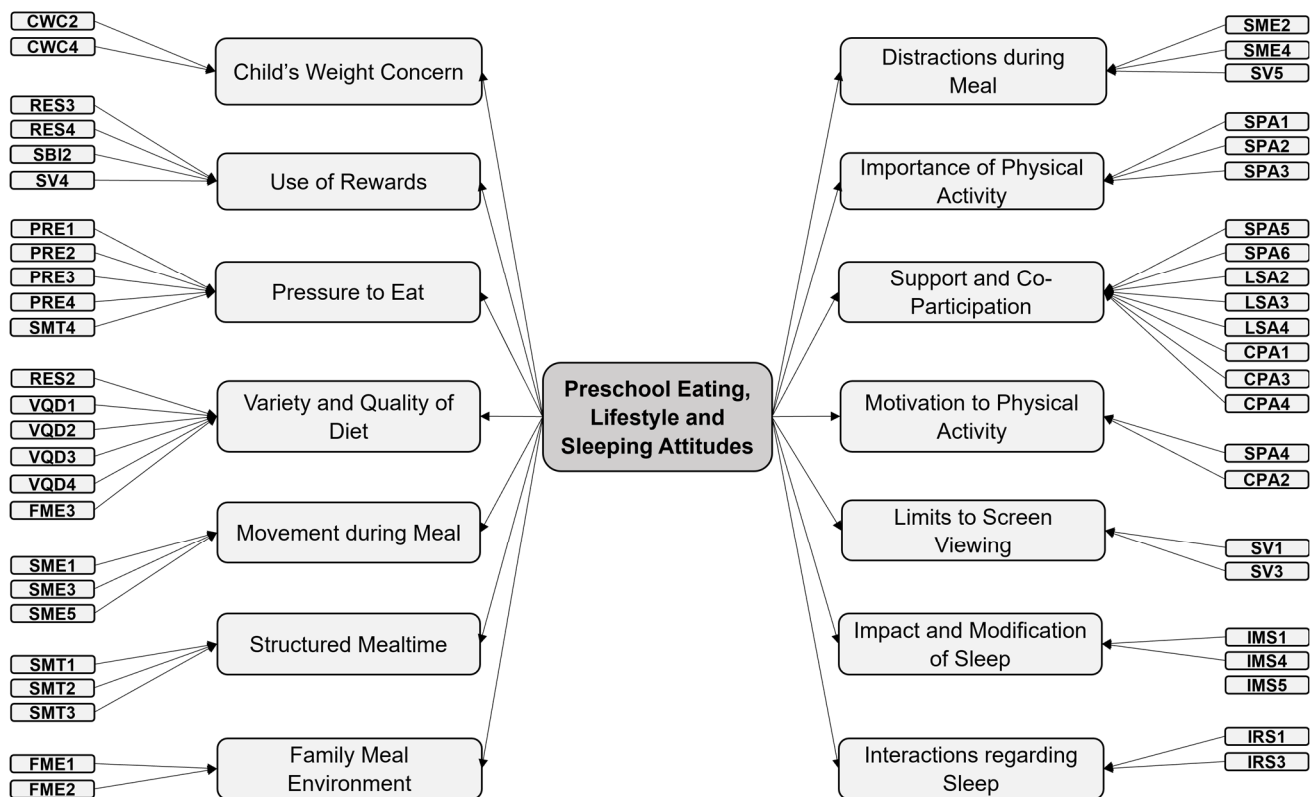 CWC2
CWC4
Child's Weight Concern
RES3
RES4
SBI2
SV4
Use of Rewards
PRE1
PRE2
PRE3
PRE4
SMT4
Pressure to Eat
RES2
VQD1
VQD2
VQD3
VQD4
FME3
Variety and Quality of
Diet
SME1
SME3
SME5
Movement during Meal
SMT1
SMT2
SMT3
Structured Mealtime
FME1
FME2
Family Meal
Environment
Preschool Eating,
Lifestyle and
Sleeping Attitudes
Distractions during
Meal
SME2
SME4
SV5
Importance of Physical
Activity
SPA1
SPA2
SPA3
Support and Co-
Participation
SPA5
SPA6
LSA2
LSA3
LSA4
CPA1
CPA3
CPA4
Motivation to Physical
Activity
SPA4
CPA2
Limits to Screen
Viewing
SV1
SV3
Impact and Modification
of Sleep
IMS1
IMS4
IMS5
Interactions regarding
Sleep
IRS1
IRS3